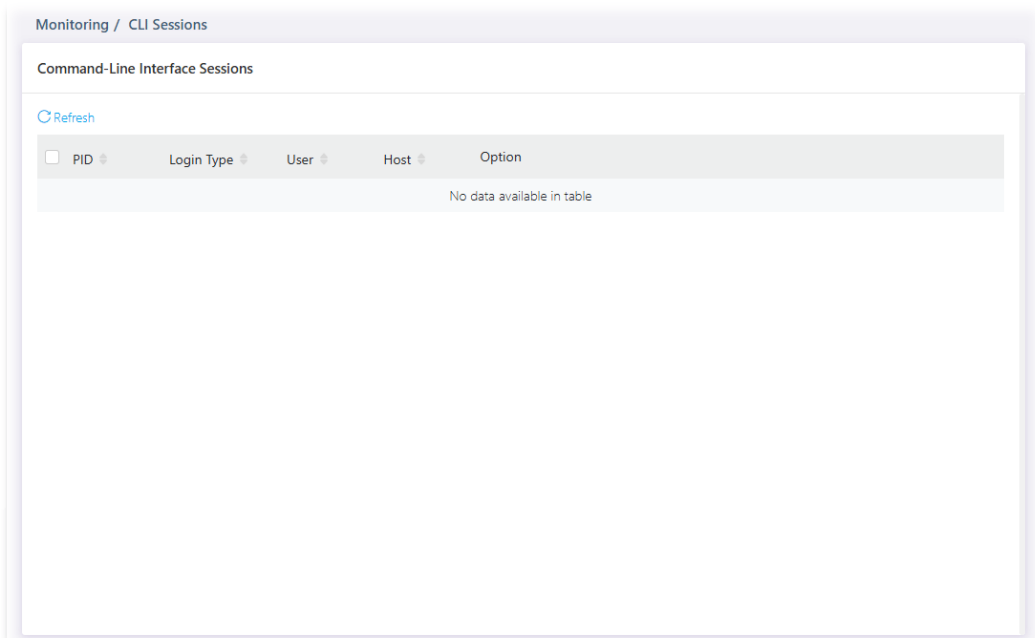 Monitoring / CLI Sessions
Command-Line Interface Sessions
Refresh
PID Login Type User Host Option
No data available in table